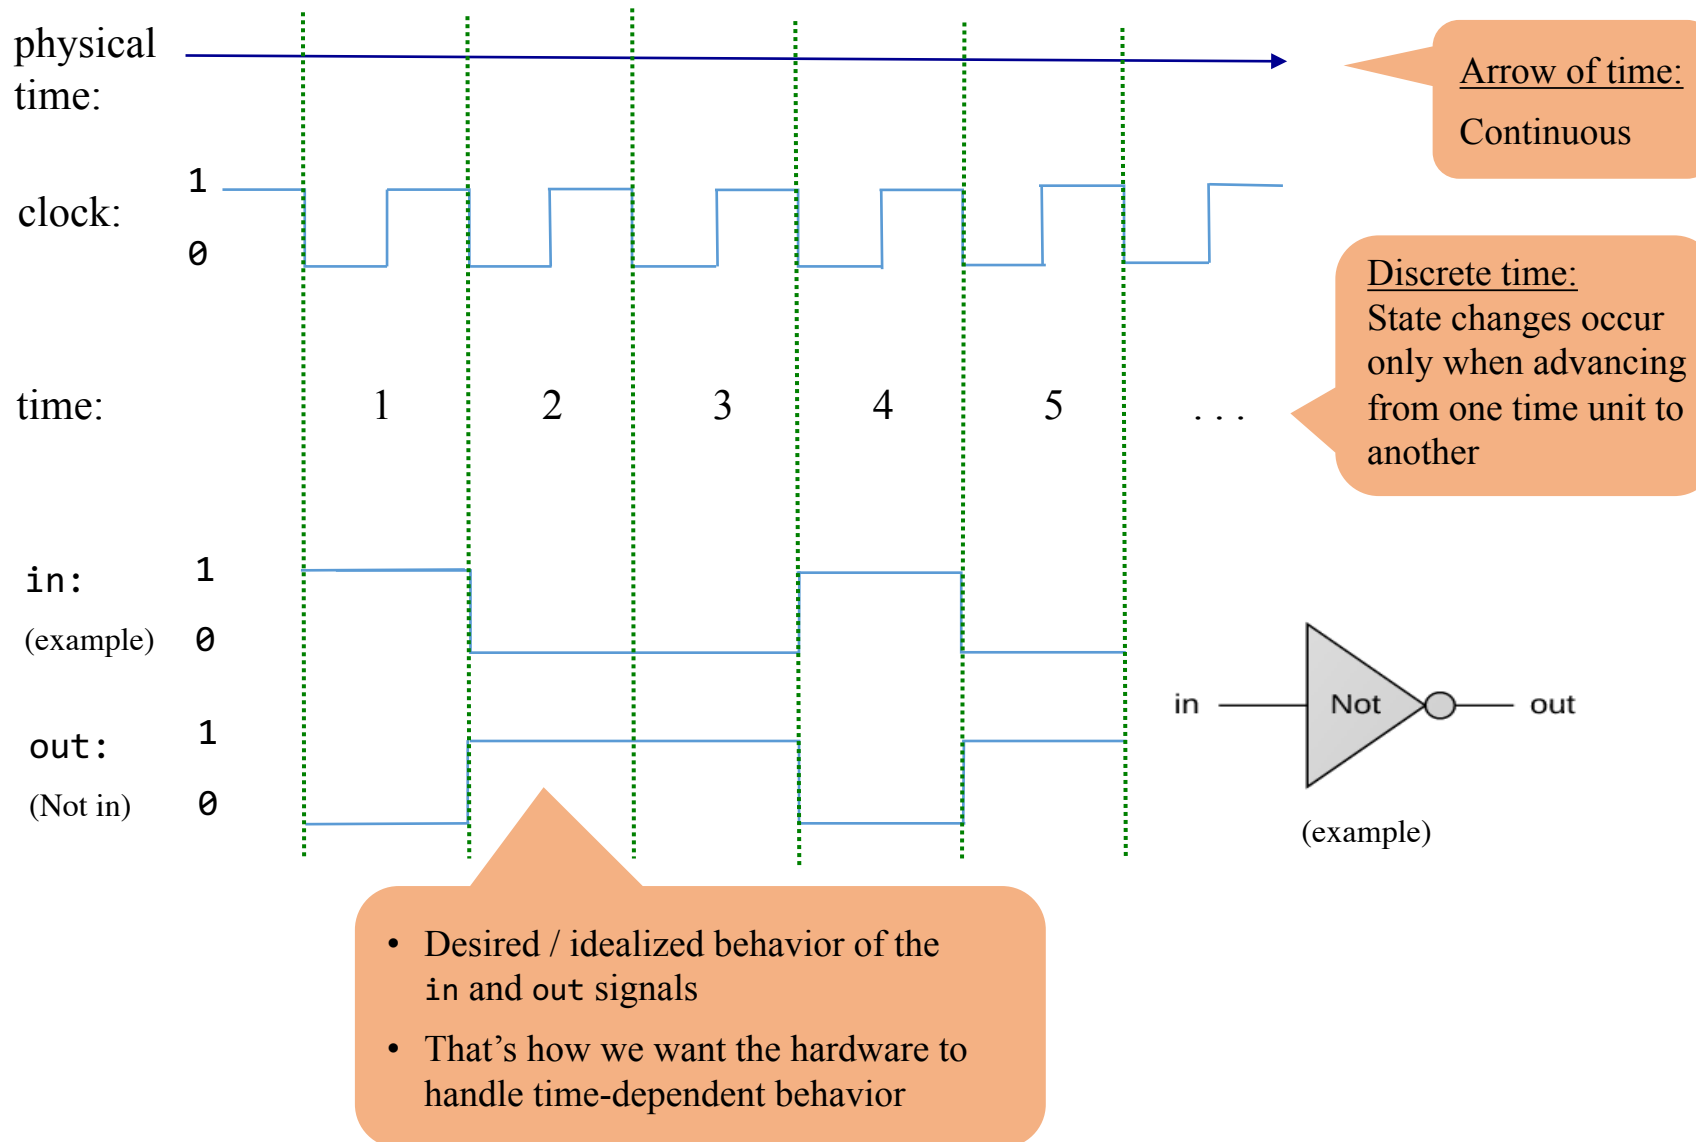 physical
time:
Arrow of time:
Continuous
clock:
1
0
Discrete time:
State changes occur
only when advancing
from one time unit to
another
time:
1 2 3 4 5 . . .
in:
(example)
1
0
out:
(Not in)
1
0
in Not out
(example)
• Desired / idealized behavior of the
in and out signals
• That’s how we want the hardware to
handle time-dependent behavior